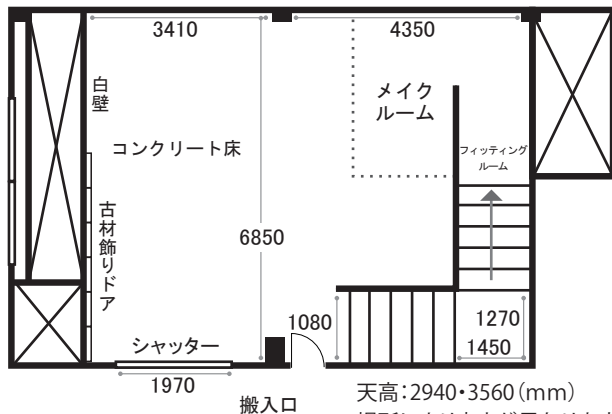 3410
4350
白壁
メイク
ルーム
コンクリート床
フィッティング
ルーム
古材飾りドア
6850
1080
1270
シャッター
1450
1970
搬入口
天高：2940・3560（mm）